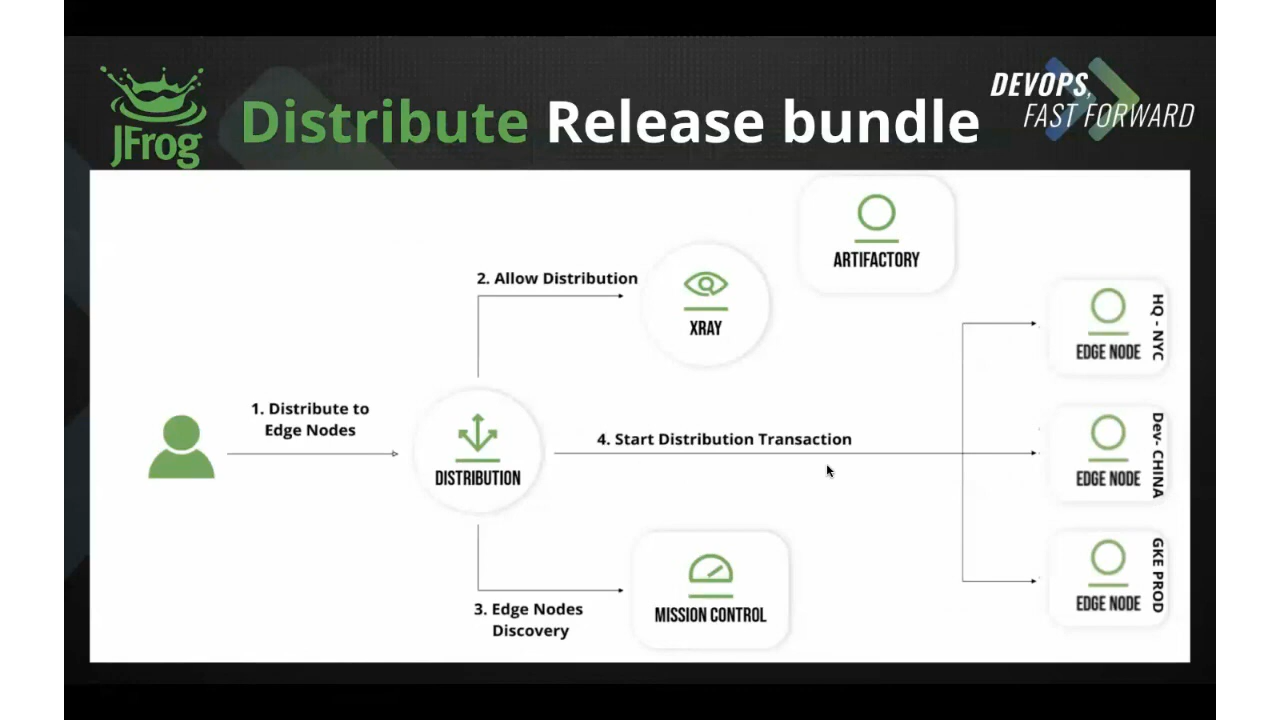 JFrog
Distribute Release bundle
DEVOPS,
FAST FORWARD
ARTIFACTORY
2. Allow Distribution
XRAY
HQ - NYC
EDGE NODE
1. Distribute to
Edge Nodes
4. Start Distribution Transaction
DISTRIBUTION
Dev- CHINA
EDGE NODE
3. Edge Nodes
Discovery
MISSION CONTROL
GKE PROD
EDGE NODE